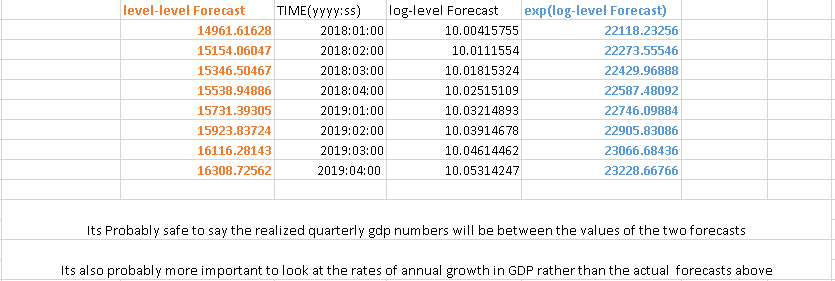 level-level Forecast TIME(yyyy:ss) log-level Forecast exp(log-level Forecast)
14961.61628 2018:01:00 10.00415755 22118.23256
15154.06047 2018:02:00 10.0111554 22273.55546
15346.50467 2018:03:00 10.01815324 22429.96888
15538.94886 2018:04:00 10.02515109 22587.48092
15731.39305 2019:01:00 10.03214893 22746.09884
15923.83724 2019:02:00 10.03914678 22905.83086
16116.28143 2019:03:00 10.04614462 23066.68436
16308.72562 2019:04:00 10.05314247 23228.66766
Its Probably safe to say the realized quarterly gdp numbers will be between the values of the two forecasts
Its also probably more important to look at the rates of annual growth in GDP rather than the actual forecasts above